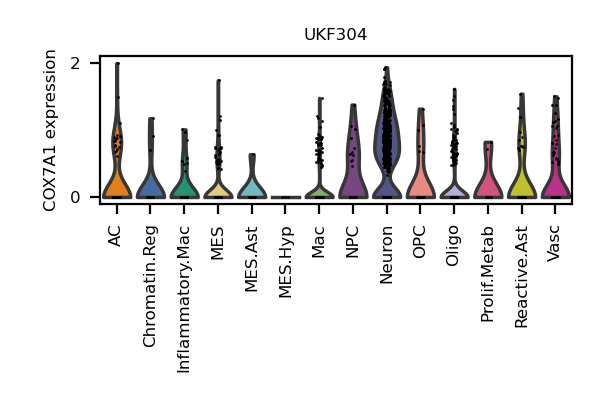 UKF304
COX7A1 expression
2
0
AC
Chromatin.Reg
Inflammatory.Mac
MES
MES.Ast
MES.Hyp
Mac
NPC
Neuron
OPC
Oligo
Prolif.Metab
Reactive.Ast
Vasc